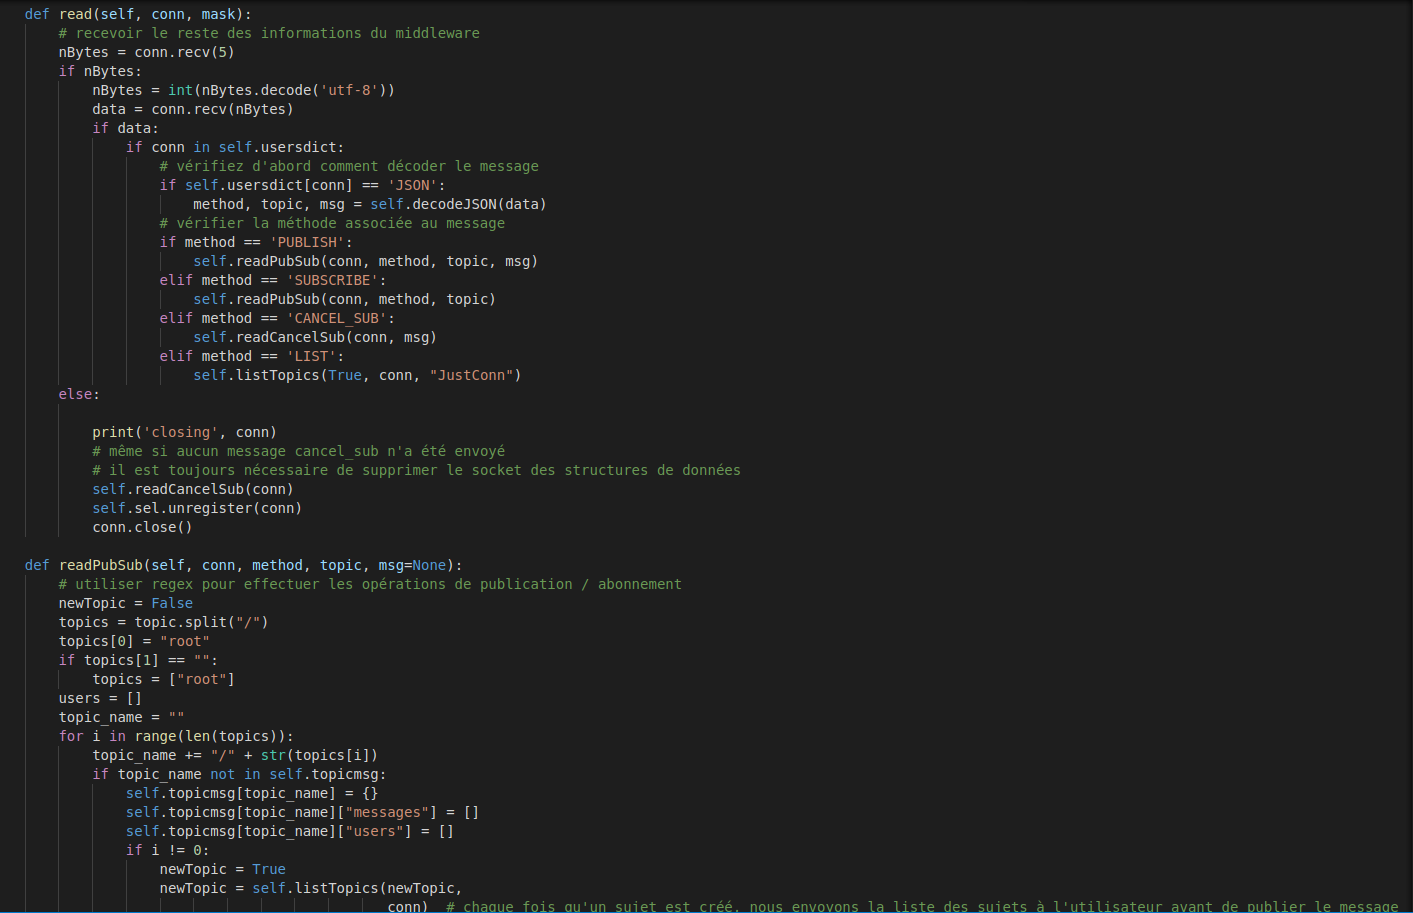 def read(self, conn, mask):
# recevoir le reste des informations du middleware
nBytes = conn.recv(5)
if nBytes:
nBytes = int(nBytes.decode('utf-8'))
data = conn.recv(nBytes)
if data:
if conn in self.usersdict:
# vérifiez d'abord comment décoder le message
if self.usersdict[conn] == 'JSON':
method, topic, msg = self.decodeJSON(data)
# vérifier la méthode associée au message
if method == 'PUBLISH':
self.readPubSub(conn, method, topic, msg)
elif method == 'SUBSCRIBE':
self.readPubSub(conn, method, topic)
elif method == 'CANCEL_SUB':
self.readCancelSub(conn, msg)
elif method == 'LIST':
self.listTopics(True, conn, "JustConn")
else:
print('closing', conn)
# même si aucun message cancel_sub n'a été envoyé
# il est toujours nécessaire de supprimer le socket des structures de données
self.readCancelSub(conn)
self.sel.unregister(conn)
conn.close()
def readPubSub(self, conn, method, topic, msg=None):
# utiliser regex pour effectuer les opérations de publication / abonnement
newTopic = False
topics = topic.split("/")
topics[0] = "root"
if topics[1] == "":
topics = ["root"]
users = []
topic_name = ""
for i in range(len(topics)):
topic_name += "/" + str(topics[i])
if topic_name not in self.topicmsg:
self.topicmsg[topic_name] = {}
self.topicmsg[topic_name]["messages"] = []
self.topicmsg[topic_name]["users"] = []
if i != 0:
newTopic = True
newTopic = self.listTopics(newTopic,
conn) # chaque fois qu'un sujet est créé, nous envoyons la liste des sujets à l'utilisateur avant de publier le message